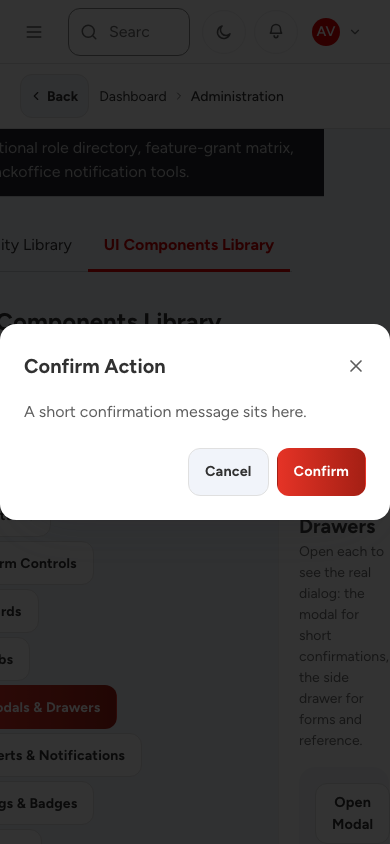 Searc
AV
Back Dashboard Administration
tional role directory, feature-grant matrix,
ackoffice notification tools.
ity Library UI Components Library
Components Library
Confirm Action
A short confirmation message sits here.
Cancel Confirm
Drawers
Open each to
see the real
dialog: the
modal for
short
confirmations,
the side
drawer for
forms and
reference.
Open
Modal
rm Controls
rds
bs
odals & Drawers
erts & Notifications
gs & Badges